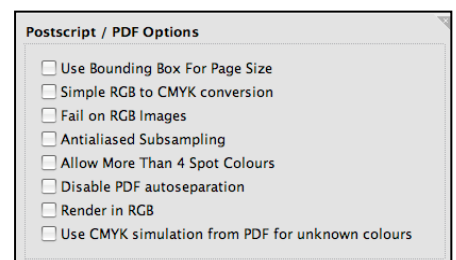 Postscript / PDF Options
Use Bounding Box For Page Size
Simple RGB to CMYK conversion
Fail on RGB Images
Antialiased Subsampling
Allow More Than 4 Spot Colours
Disable PDF autoseparation
Render in RGB
Use CMYK simulation from PDF for unknown colours